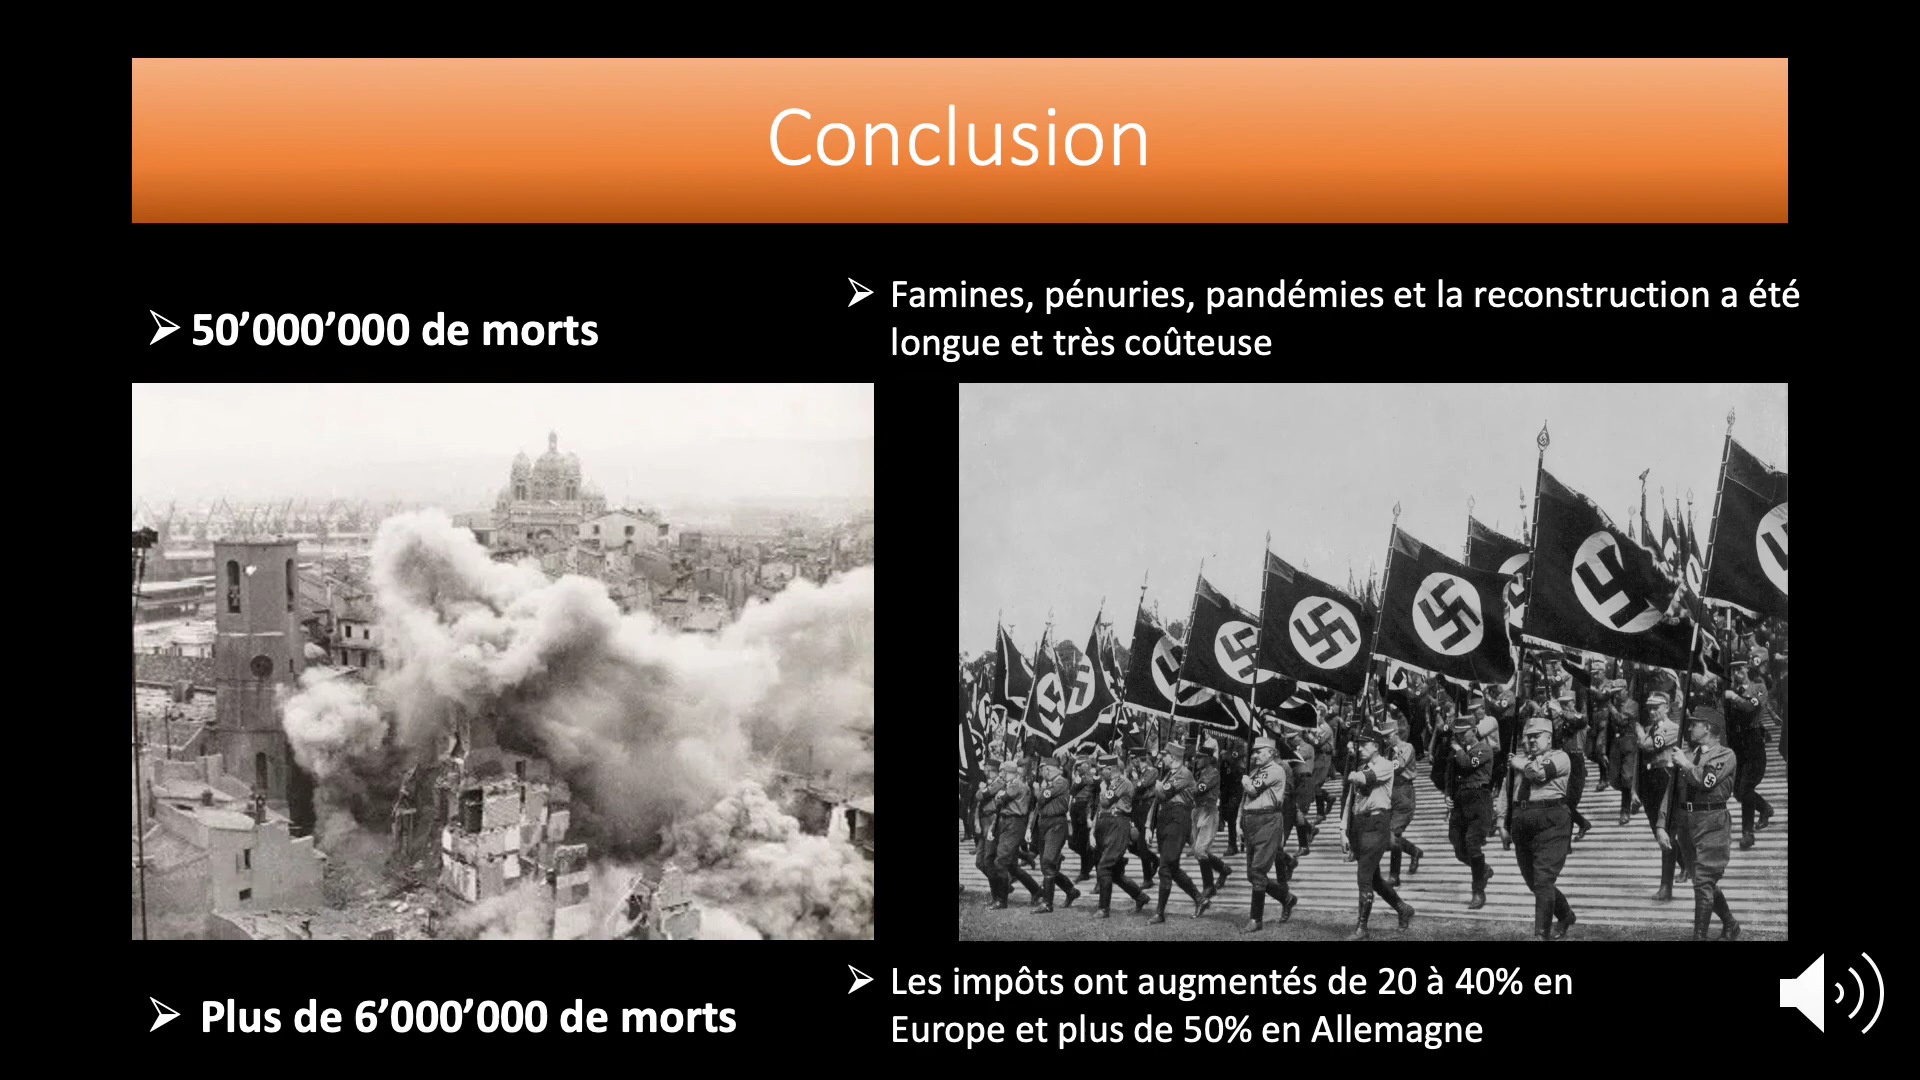 Conclusion
50’000’000 de morts
Famines, pénuries, pandémies et la reconstruction a été
longue et très coûteuse
Plus de 6’000’000 de morts
Les impôts ont augmentés de 20 à 40% en
Europe et plus de 50% en Allemagne